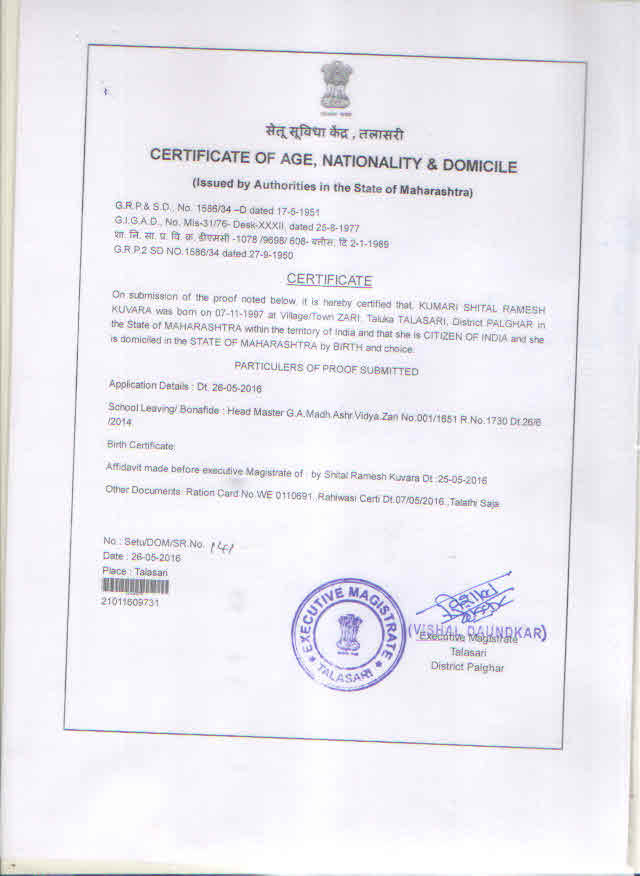 सेतू सूविधा केंद्र , तलासरी
CERTIFICATE OF AGE, NATIONALITY & DOMICILE
(Issued by Authorities in the State of Maharashtra)
G.R.P.& S.D., No. 1586/34 –D dated 17-5-1951
G.I.G.A.D., No. Mis-31/76- Desk-XXXII, dated 25-8-1977
शा. नि. सा. प्र. वि. क्र. डीएमसी -1078 /9698/ 608- बत्तीस, दि 2-1-1989
G.R.P.2 SD NO.1586/34 dated:27-9-1950
CERTIFICATE
On submission of the proof noted below, it is hereby certified that, KUMARI SHITAL RAMESH
KUVARA was born on 07-11-1997 at Village/Town ZARI, Taluka TALASARI, District PALGHAR in
the State of MAHARASHTRA within the territory of India and that she is CITIZEN OF INDIA and she
is domiciled in the STATE OF MAHARASHTRA by BIRTH and choice.
PARTICULERS OF PROOF SUBMITTED
Application Details : Dt. 26-05-2016
School Leaving/ Bonafide : Head Master G.A.Madh.Ashr.Vidya.Zari No.001/1651 R.No.1730 Dt.26/6
/2014.
Birth Certificate:
Affidavit made before executive Magistrate of : by Shital Ramesh Kuvara Dt :25-05-2016
Other Documents: Ration Card No.WE 0110691.,Rahiwasi Certi Dt.07/05/2016.,Talathi Saja
No : Setu/DOM/SR.No. 141
Date : 26-05-2016
Place : Talasari
21011609731
EXECUTIVE MAGISTRATE
TALASARI
(VISHAL DAUNDKAR)
Executive Magistrate
Talasari
District Palghar